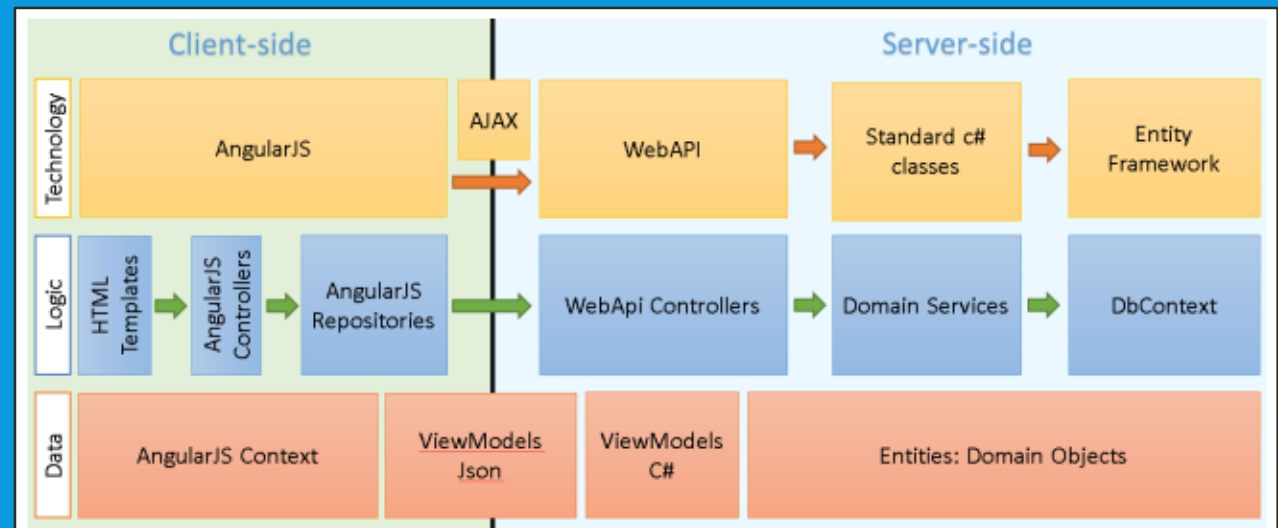 Client-side
Server-side
Technology
AngularJS
AJAX
WebAPI
Standard c#
classes
Entity
Framework
Logic
HTML
Templates
AngularJS
Controllers
AngularJS
Repositories
WebApi Controllers
Domain Services
DbContext
Data
AngularJS Context
ViewModels
Json
ViewModels
C#
Entities: Domain Objects